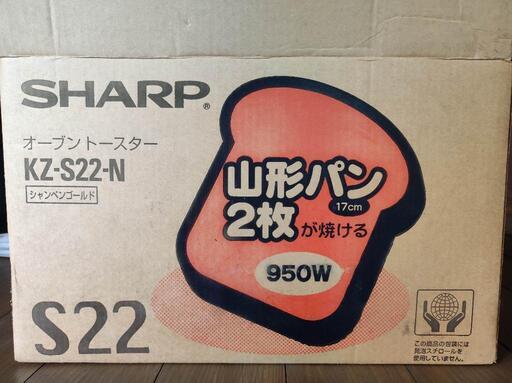 SHARP®
オーブントースター
KZ-S22-N
シャンペンゴールド
山形パン
17cm
2枚が焼ける
950W
S22
この商品の包装には
発泡スチロールを
使用していません。